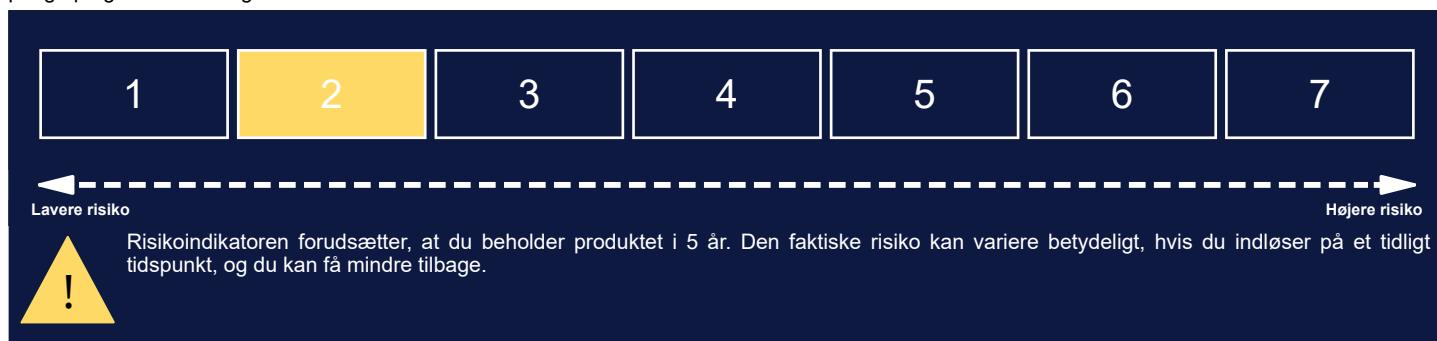 1 2 3 4 5 6 7
Lavere risiko Højere risiko
Risikoindikatoren forudsætter, at du beholder produktet i 5 år. Den faktiske risiko kan variere betydeligt, hvis du indløser på et tidligt
tidspunkt, og du kan få mindre tilbage.
!